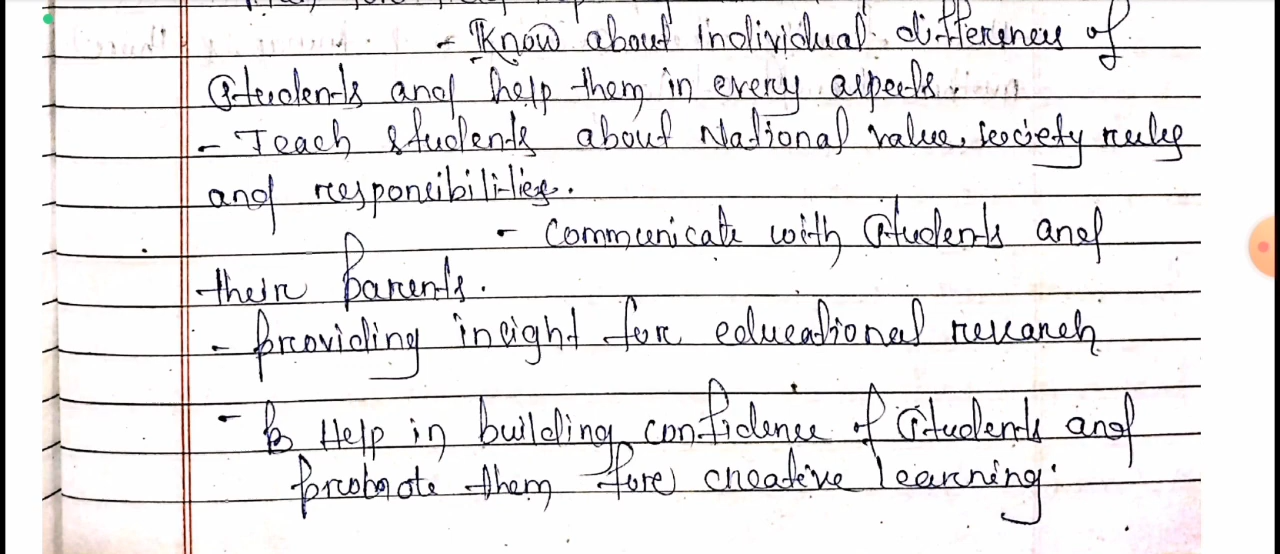 - Know about individual differences of
Students and help them in every aspects.
- Teach students about National value, society rules
and responsibilities.
- Communicate with Students and
their parents.
- providing insight for educational research
- Help in building confidence of Students and
promote them for creative learning.